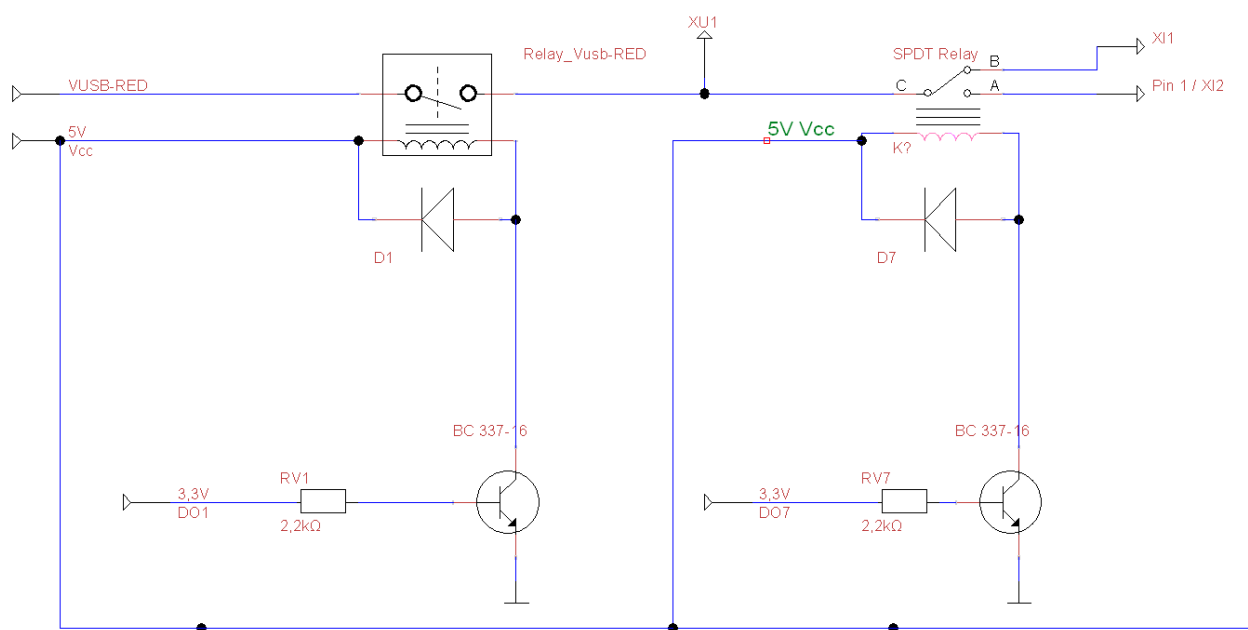 XU1
Relay_Vusb-RED
SPDT Relay
XI1
B
VUSB-RED
C
A
Pin 1 / XI2
5V
Vcc
5V Vcc
K?
D1
D7
BC 337-16
BC 337-16
RV1
RV7
3,3V
DO1
2,2kΩ
3,3V
DO7
2,2kΩ